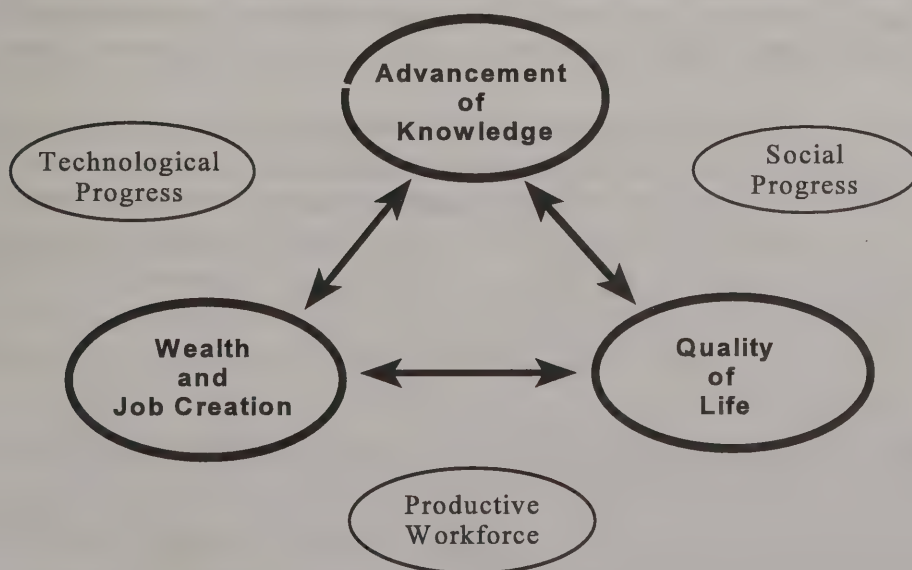 Advancement
of
Knowledge
Technological
Progress
Social
Progress
Wealth
and
Job Creation
Quality
of
Life
Productive
Workforce